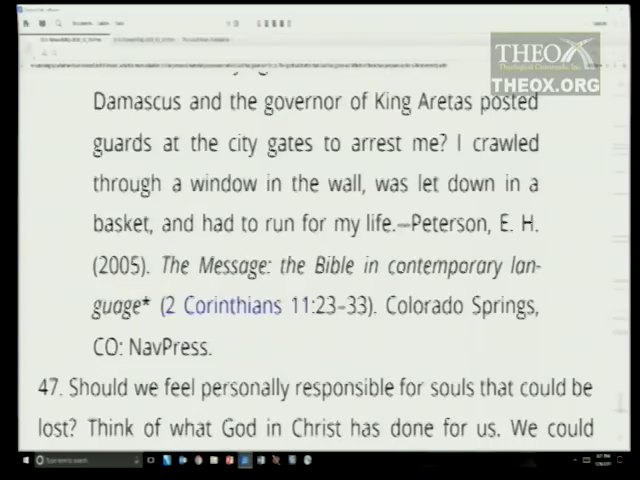 THEOX
THEOX.ORG
Damascus and the governor of King Aretas posted
guards at the city gates to arrest me? I crawled
through a window in the wall, was let down in a
basket, and had to run for my life.—Peterson, E. H.
(2005). The Message: the Bible in contemporary lan-
guage* (2 Corinthians 11:23–33). Colorado Springs,
CO: NavPress.
47. Should we feel personally responsible for souls that could be
lost? Think of what God in Christ has done for us. We could